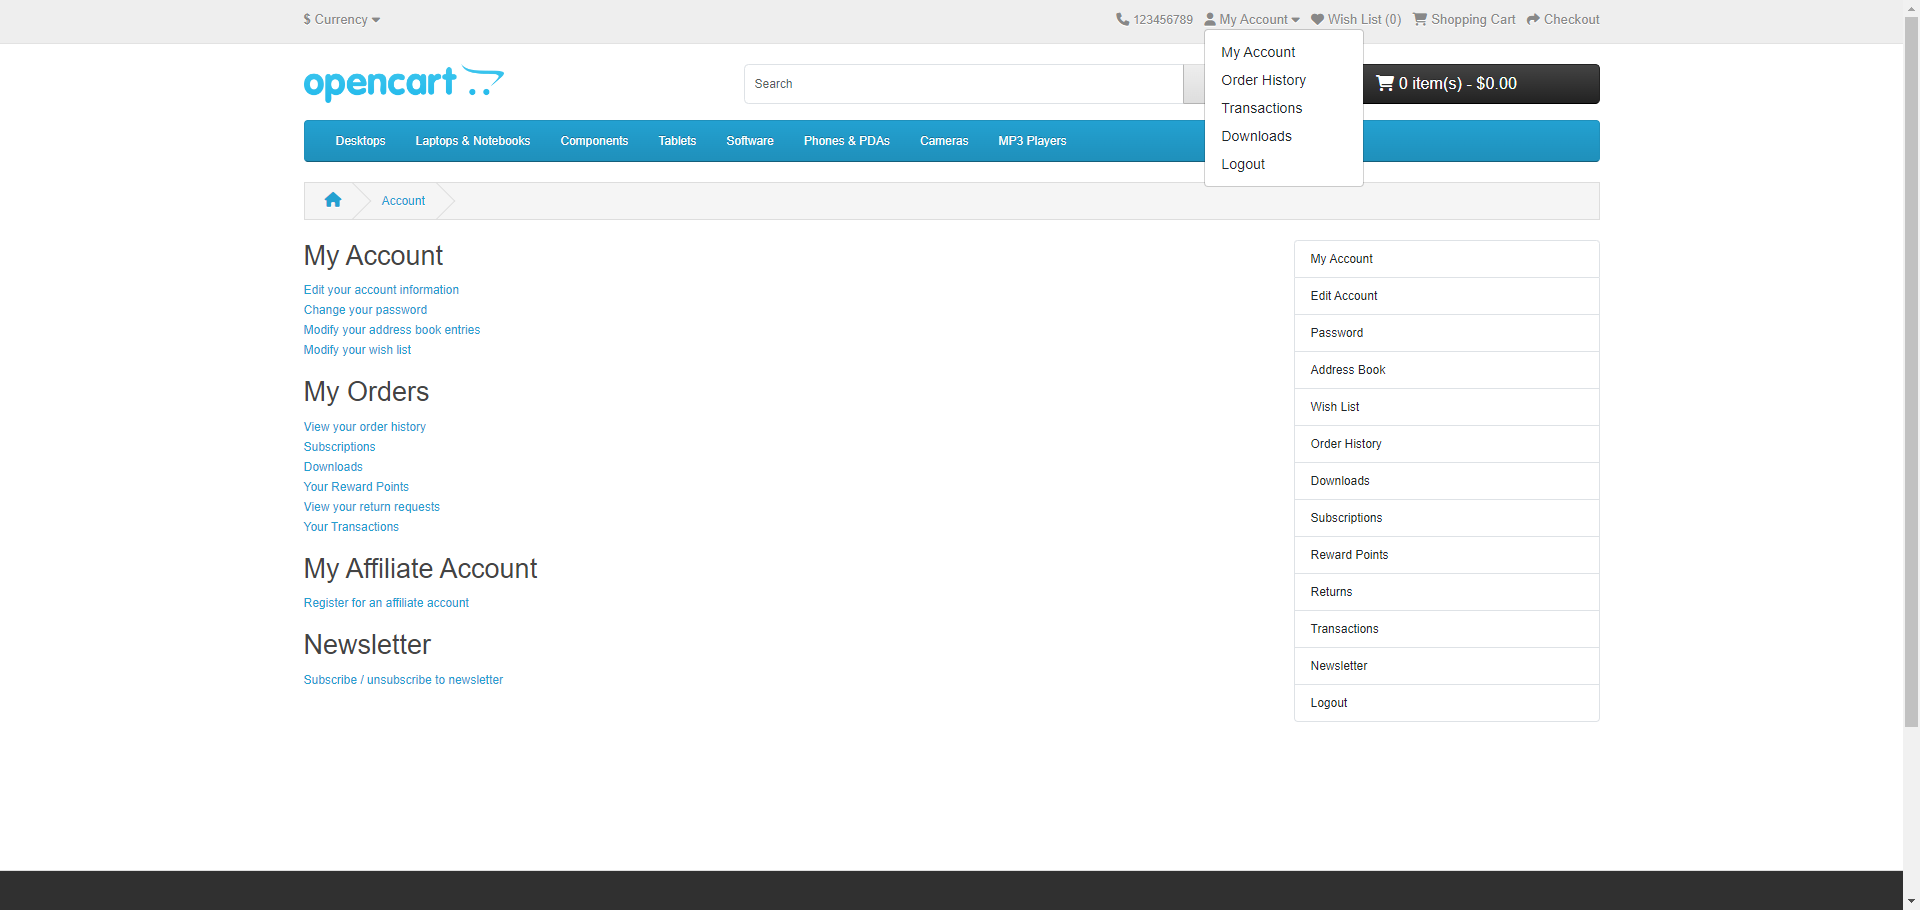 $ Currency
123456789 My Account Wish List (0) Shopping Cart Checkout
My Account
Order History
Transactions
Downloads
Logout
opencart
Search
0 item(s) - $0.00
Desktops Laptops & Notebooks Components Tablets Software Phones & PDAs Cameras MP3 Players
Account
My Account
Edit your account information
Change your password
Modify your address book entries
Modify your wish list
My Orders
View your order history
Subscriptions
Downloads
Your Reward Points
View your return requests
Your Transactions
My Affiliate Account
Register for an affiliate account
Newsletter
Subscribe / unsubscribe to newsletter
My Account
Edit Account
Password
Address Book
Wish List
Order History
Downloads
Subscriptions
Reward Points
Returns
Transactions
Newsletter
Logout